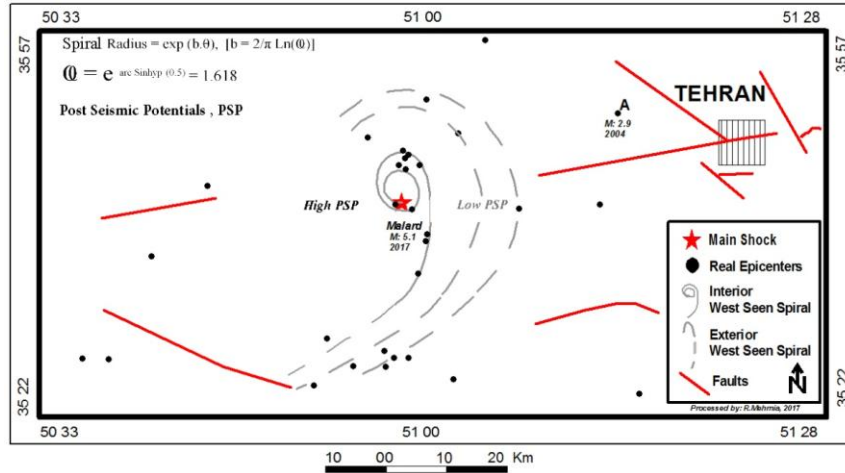 50 33
51 00
51 28
35 57
35 57
Spiral Radius = exp (b.θ), [b = 2/π Ln(φ)]
φ = e arc Sinhyp (0.5) = 1.618
Post Seismic Potentials , PSP
TEHRAN
A
M: 2.9
2004
High PSP
Low PSP
Malard
M: 5.1
2017
Main Shock
Real Epicenters
Interior
West Seen Spiral
Exterior
West Seen Spiral
Faults
N
Processed by: R.Mehrnia, 2017
35 22
35 22
50 33
51 00
51 28
10 00 10 20 Km